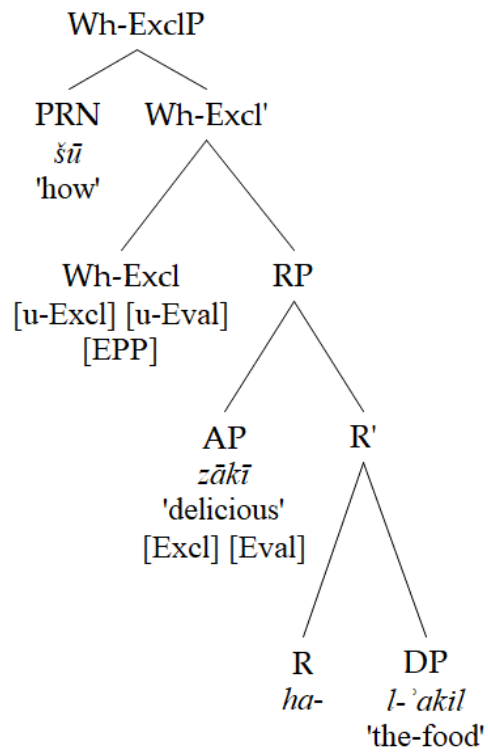 Wh-ExclP
PRN Wh-Excl'
šū
'how'
Wh-Excl RP
[u-Excl] [u-Eval]
[EPP]
AP R'
zākī
'delicious'
[Excl] [Eval]
R DP
ha- l-ʾakil
'the-food'